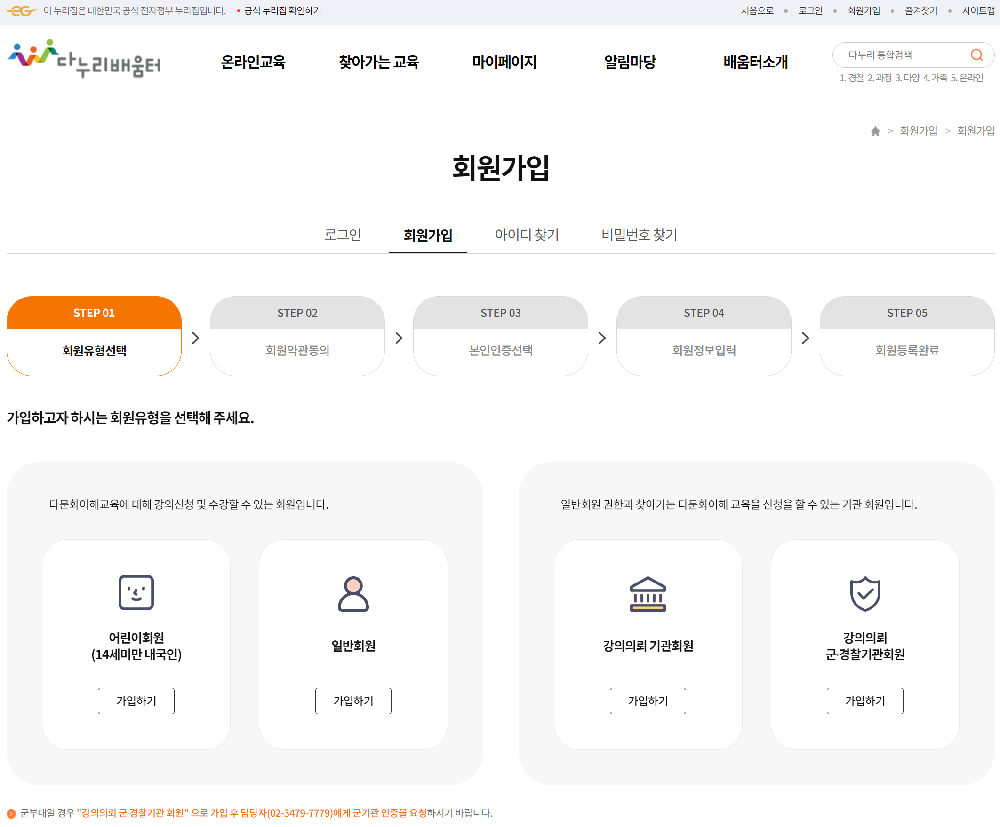 이 누리집은 대한민국 공식 전자정부 누리집입니다. • 공식 누리집 확인하기
처음으로 • 로그인 • 회원가입 • 즐겨찾기 • 사이트맵
다누리배움터
온라인교육 찾아가는 교육 마이페이지 알림마당 배움터소개
다누리 통합검색
1. 경찰 2. 과정 3. 다양 4. 가족 5. 온라인
> 회원가입 > 회원가입
회원가입
로그인 회원가입 아이디 찾기 비밀번호 찾기
STEP 01
회원유형선택
STEP 02
회원약관동의
STEP 03
본인인증선택
STEP 04
회원정보입력
STEP 05
회원등록완료
가입하고자 하시는 회원유형을 선택해 주세요.
다문화이해교육에 대해 강의신청 및 수강할 수 있는 회원입니다.
어린이회원
(14세미만 내국인)
가입하기
일반회원
가입하기
일반회원 권한과 찾아가는 다문화이해 교육을 신청을 할 수 있는 기관 회원입니다.
강의의뢰 기관회원
가입하기
강의의뢰
군·경찰기관회원
가입하기
군부대일 경우 "강의의뢰 군·경찰기관 회원" 으로 가입 후 담당자(02-3479-7779)에게 군기관 인증을 요청하시기 바랍니다.